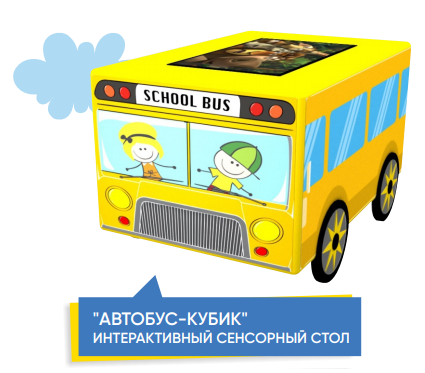 SCHOOL BUS
"АВТОБУС-КУБИК"
ИНТЕРАКТИВНЫЙ СЕНСОРНЫЙ СТОЛ